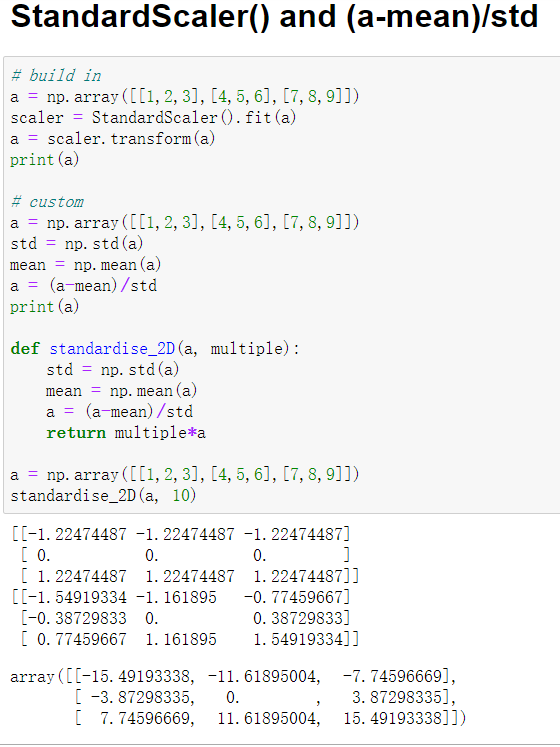 StandardScaler() and (a-mean)/std
# build in
a = np.array([[1,2,3],[4,5,6],[7,8,9]])
scaler = StandardScaler().fit(a)
a = scaler.transform(a)
print(a)
# custom
a = np.array([[1,2,3],[4,5,6],[7,8,9]])
std = np.std(a)
mean = np.mean(a)
a = (a-mean)/std
print(a)
def standardise_2D(a, multiple):
    std = np.std(a)
    mean = np.mean(a)
    a = (a-mean)/std
    return multiple*a
a = np.array([[1,2,3],[4,5,6],[7,8,9]])
standardise_2D(a, 10)
[[-1.22474487 -1.22474487 -1.22474487]
 [ 0.          0.          0.        ]
 [ 1.22474487  1.22474487  1.22474487]]
[[-1.54919334 -1.161895   -0.77459667]
 [-0.38729833  0.          0.38729833]
 [ 0.77459667  1.161895    1.54919334]]
array([[-15.49193338, -11.61895004,  -7.74596669],
       [ -3.87298335,   0.        ,   3.87298335],
       [  7.74596669,  11.61895004,  15.49193338]])